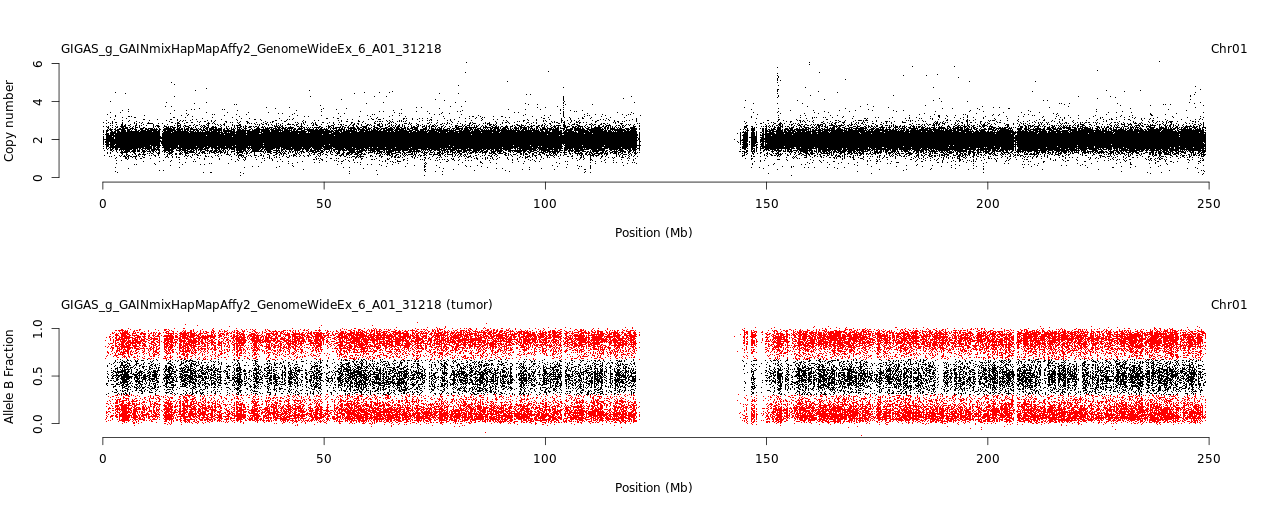 GIGAS_g_GAINmixHapMapAffy2_GenomeWideEx_6_A01_31218 Chr01
Copy number
6
4
2
0
0 50 100 150 200 250
Position (Mb)
GIGAS_g_GAINmixHapMapAffy2_GenomeWideEx_6_A01_31218 (tumor) Chr01
Allele B Fraction
1.0
0.5
0.0
0 50 100 150 200 250
Position (Mb)